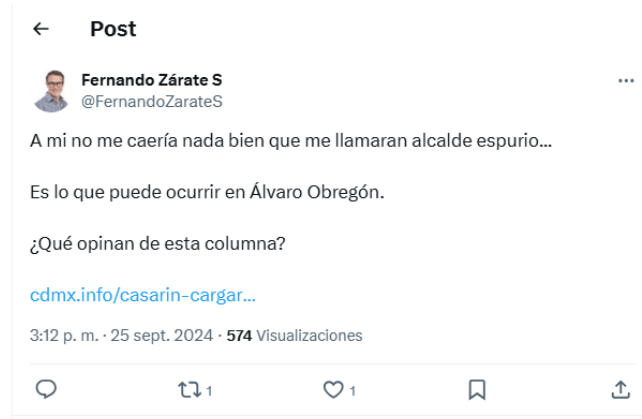 Post
Fernando Zárate S
@FernandoZarateS
A mi no me caería nada bien que me llamaran alcalde espurio...
Es lo que puede ocurrir en Álvaro Obregón.
¿Qué opinan de esta columna?
cdmx.info/casarin-cargar...
3:12 p. m. · 25 sept. 2024 · 574 Visualizaciones
1 1